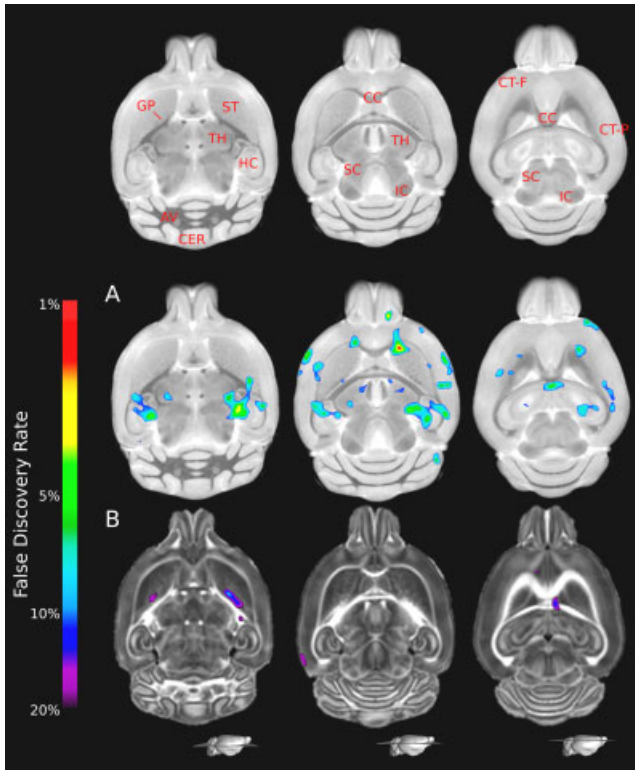 CT-F
GP
ST
CC
CC
CT-P
TH
TH
HC
SC
SC
IC
IC
AV
CER
A
1%
5%
False Discovery Rate
B
10%
20%